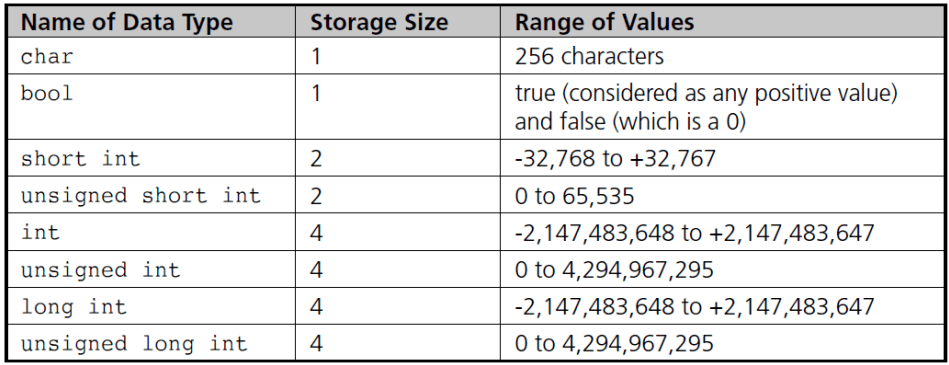 Name of Data Type Storage Size Range of Values
char 1 256 characters
bool 1 true (considered as any positive value)
and false (which is a 0)
short int 2 -32,768 to +32,767
unsigned short int 2 0 to 65,535
int 4 -2,147,483,648 to +2,147,483,647
unsigned int 4 0 to 4,294,967,295
long int 4 -2,147,483,648 to +2,147,483,647
unsigned long int 4 0 to 4,294,967,295